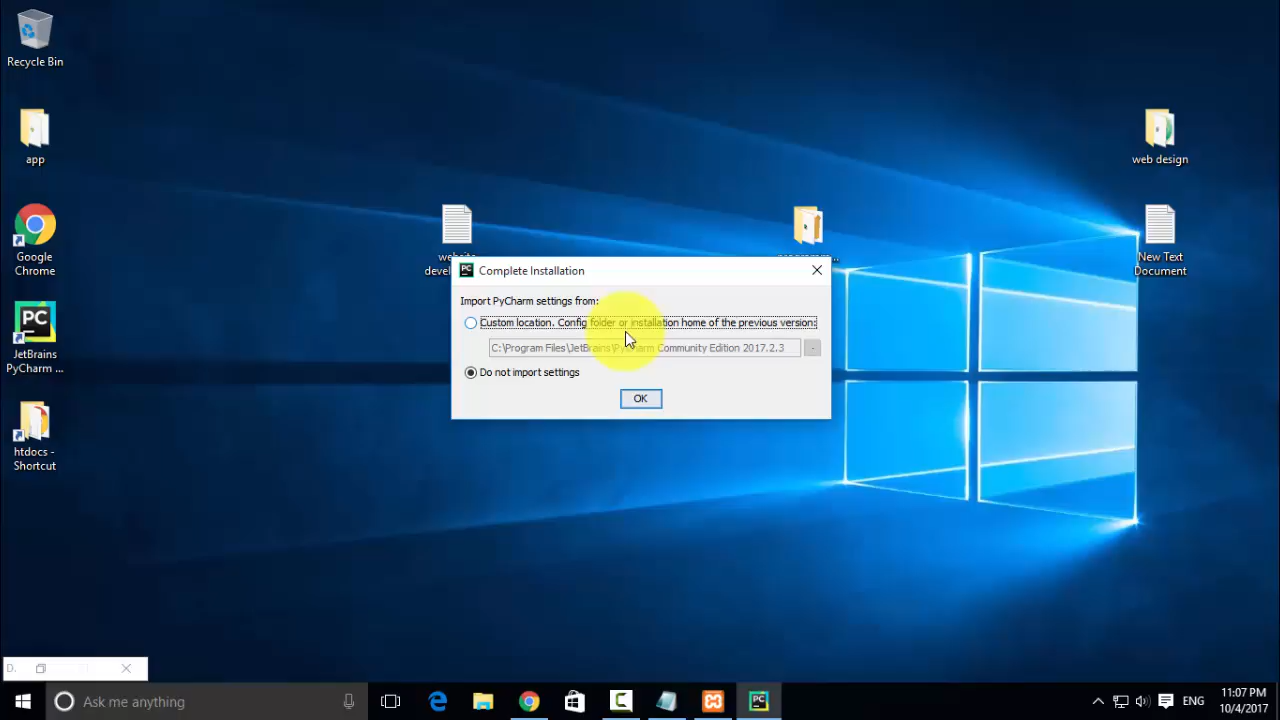 Recycle Bin
app
web design
Google
Chrome
New Text
Document
Complete Installation
Import PyCharm settings from:
Custom location. Config folder or installation home of the previous version:
C:\Program Files\JetBrains\PyCharm Community Edition 2017.2.3
Do not import settings
OK
PC
JetBrains
PyCharm ...
htdocs -
Shortcut
D.
Ask me anything
ENG
11:07 PM
10/4/2017